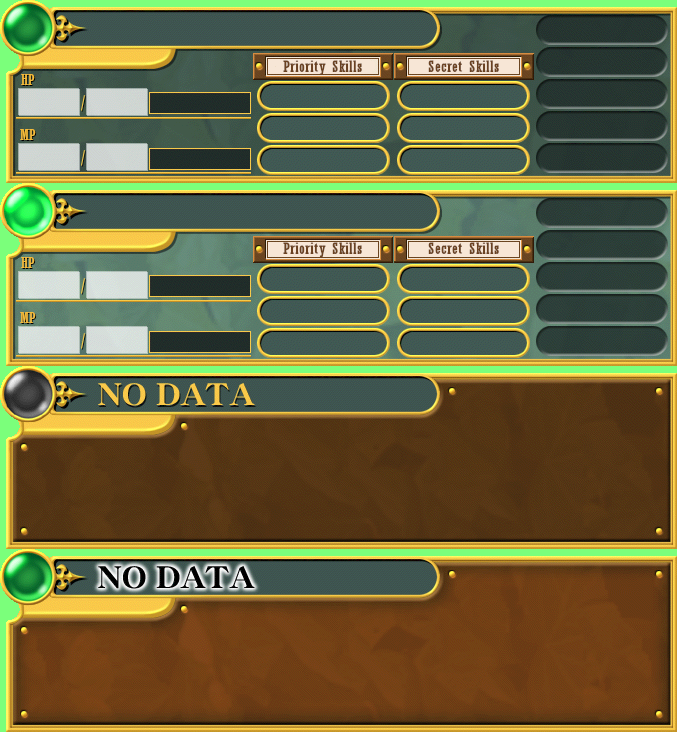 Priority Skills Secret Skills
HP
/
MP
/
Priority Skills Secret Skills
HP
/
MP
/
NO DATA
NO DATA